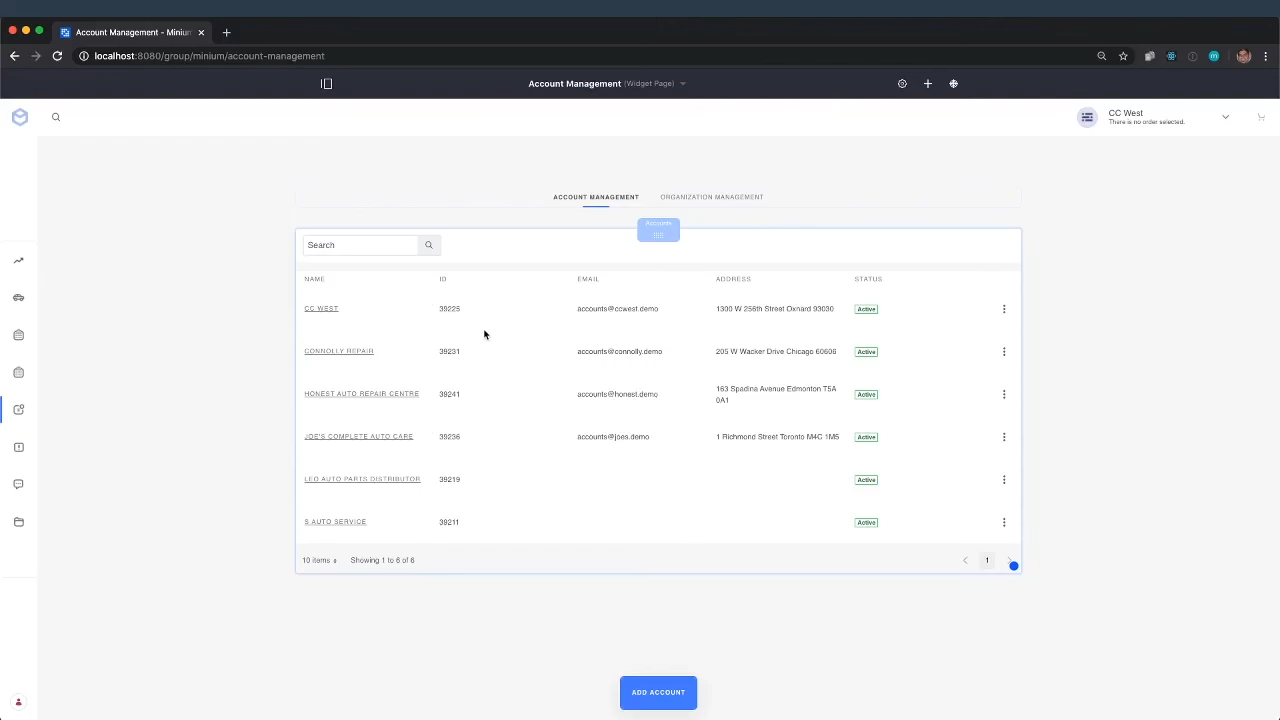 Account Management - Minium
localhost:8080/group/minium/account-management
Account Management (Widget Page)
CC West
There is no order selected.
ACCOUNT MANAGEMENT ORGANIZATION MANAGEMENT
Accounts
Search
NAME ID EMAIL ADDRESS STATUS
CC WEST 39225 accounts@ccwest.demo 1300 W 256th Street Oxnard 93030 Active
CONNOLLY REPAIR 39231 accounts@connolly.demo 205 W Wacker Drive Chicago 60606 Active
HONEST AUTO REPAIR CENTRE 39241 accounts@honest.demo 163 Spadina Avenue Edmonton T5A
0A1 Active
JOE'S COMPLETE AUTO CARE 39236 accounts@joes.demo 1 Richmond Street Toronto M4C 1M5 Active
LEO AUTO PARTS DISTRIBUTOR 39219 Active
S AUTO SERVICE 39211 Active
10 items Showing 1 to 6 of 6 1
ADD ACCOUNT